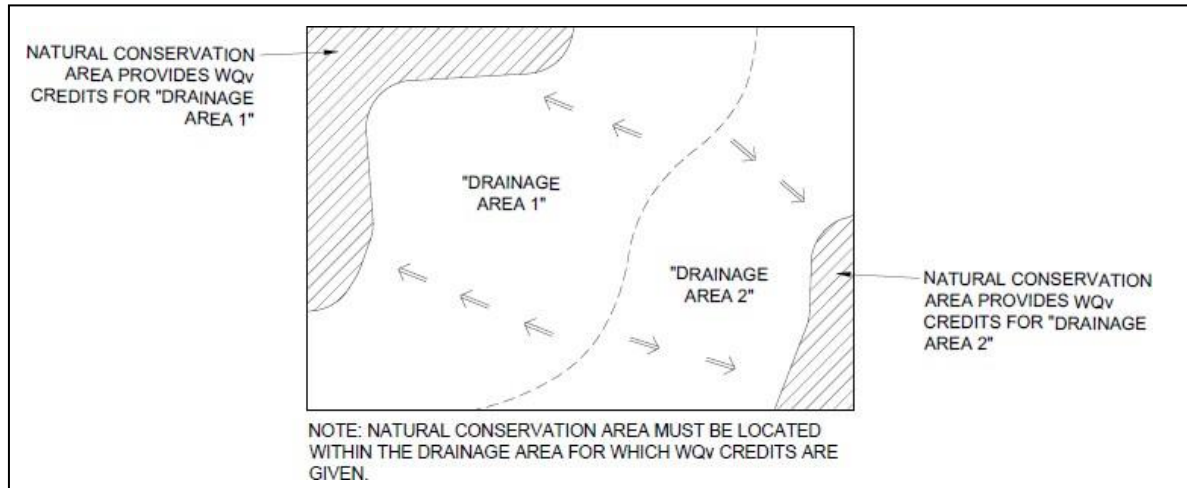 NATURAL CONSERVATION
AREA PROVIDES WQv
CREDITS FOR "DRAINAGE
AREA 1"
"DRAINAGE
AREA 1"
"DRAINAGE
AREA 2"
NATURAL CONSERVATION
AREA PROVIDES WQv
CREDITS FOR "DRAINAGE
AREA 2"
NOTE: NATURAL CONSERVATION AREA MUST BE LOCATED
WITHIN THE DRAINAGE AREA FOR WHICH WQv CREDITS ARE
GIVEN.